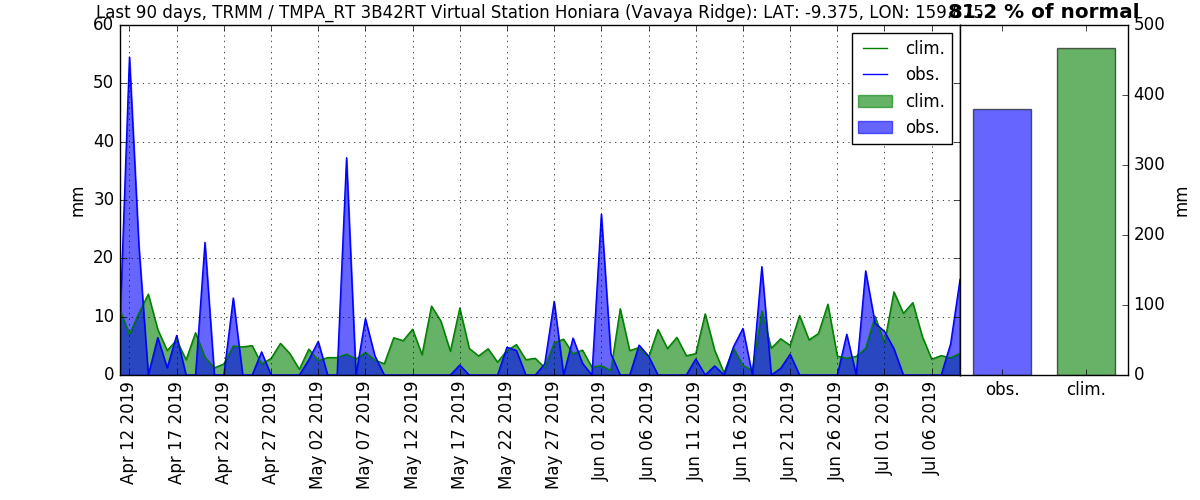 Last 90 days, TRMM / TMPA_RT 3B42RT Virtual Station Honiara (Vavaya Ridge): LAT: -9.375, LON:
81.2 % of normal
60
50
40
30
20
10
0
mm
clim.
obs.
clim.
obs.
500
400
300
200
100
0
mm
Apr 12 2019
Apr 17 2019
Apr 22 2019
Apr 27 2019
May 02 2019
May 07 2019
May 12 2019
May 17 2019
May 22 2019
May 27 2019
Jun 01 2019
Jun 06 2019
Jun 11 2019
Jun 16 2019
Jun 21 2019
Jun 26 2019
Jul 01 2019
Jul 06 2019
obs.
clim.